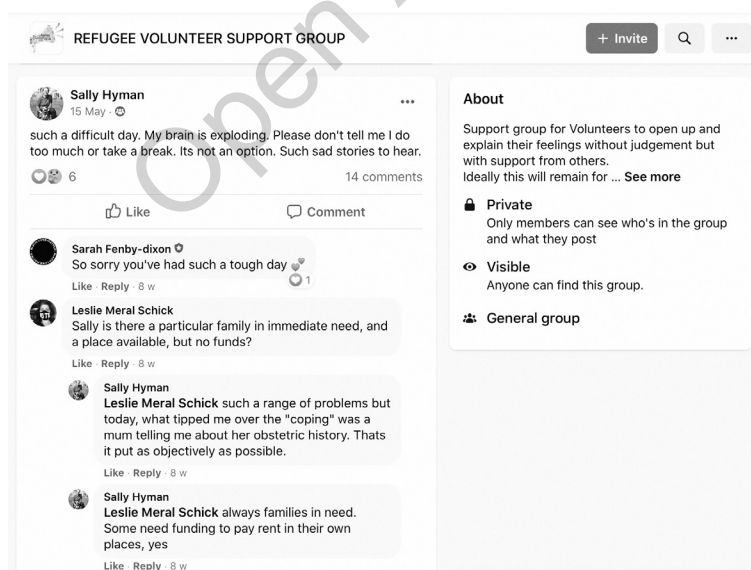 REFUGEE VOLUNTEER SUPPORT GROUP
+ Invite
Sally Hyman
15 May ·
such a difficult day. My brain is exploding. Please don't tell me I do
too much or take a break. Its not an option. Such sad stories to hear.
6
14 comments
Like
Comment
Sarah Fenby-dixon
So sorry you've had such a tough day
1
Like · Reply · 8 w
Leslie Meral Schick
Sally is there a particular family in immediate need, and
a place available, but no funds?
Like · Reply · 8 w
Sally Hyman
Leslie Meral Schick such a range of problems but
today, what tipped me over the "coping" was a
mum telling me about her obstetric history. Thats
it put as objectively as possible.
Like · Reply · 8 w
Sally Hyman
Leslie Meral Schick always families in need.
Some need funding to pay rent in their own
places, yes
Like · Reply · 8 w
About
Support group for Volunteers to open up and
explain their feelings without judgement but
with support from others.
Ideally this will remain for ... See more
Private
Only members can see who's in the group
and what they post
Visible
Anyone can find this group.
General group
Open